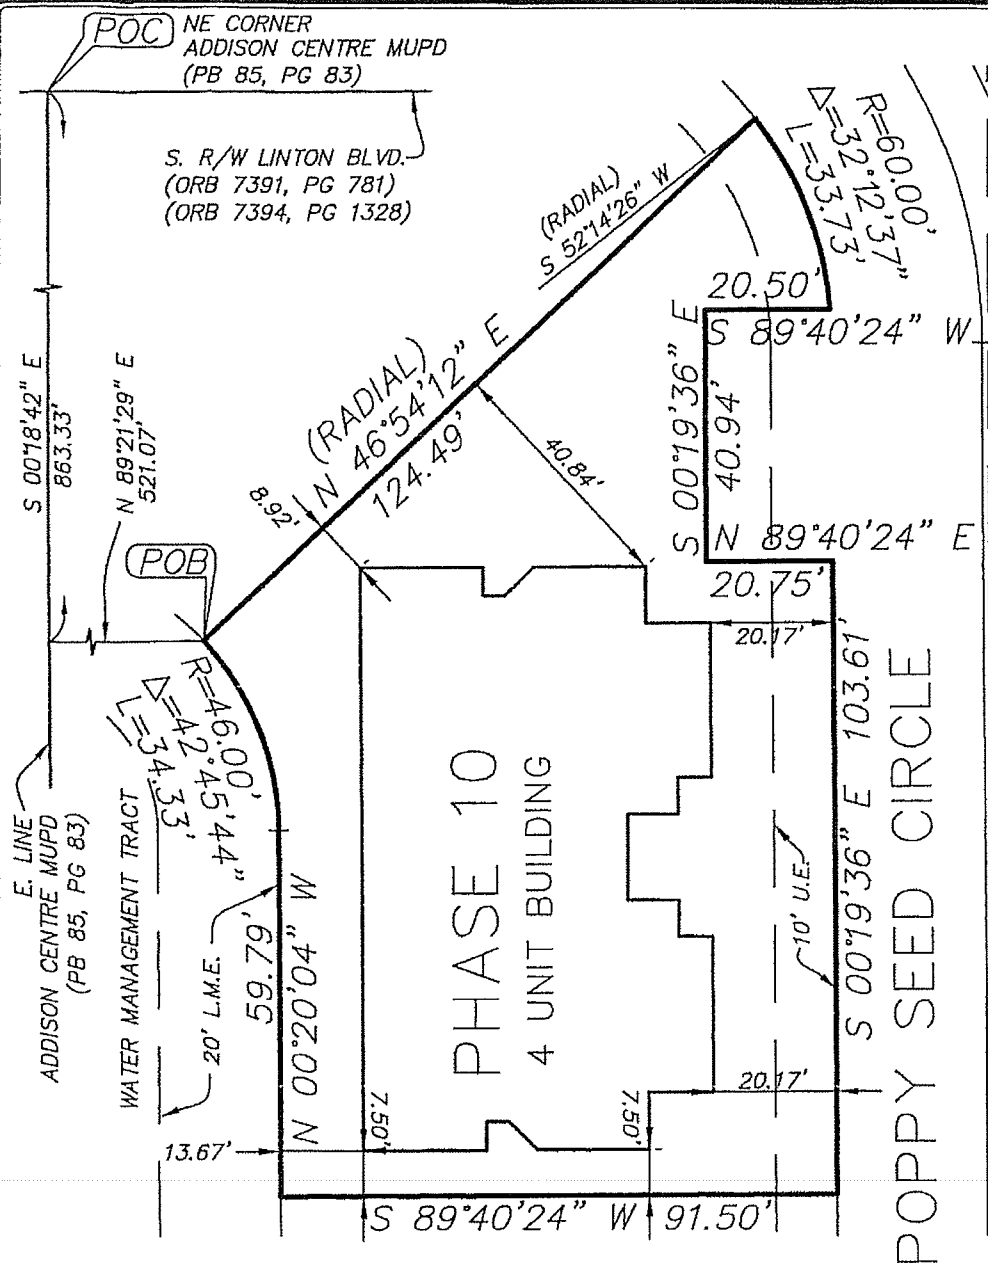 POC
NE CORNER
ADDISON CENTRE MUPD
(PB 85, PG 83)
S. R/W LINTON BLVD.
(ORB 7391, PG 781)
(ORB 7394, PG 1328)
R=60.00'
∆=32°12'37"
L=33.73'
(RADIAL)
S 52°14'26" W
20.50'
S 89°40'24" W
S 00°19'36" E
40.94'
N 89°40'24" E
20.75'
S 00°18'42" E
863.33'
N 89°21'29" E
521.07'
(RADIAL)
N 46°54'12" E
124.49'
8.92'
40.84'
POB
R=46.00'
∆=42°45'44"
L=34.33'
20.17'
S 00°19'36" E 103.61'
POPPY SEED CIRCLE
PHASE 10
4 UNIT BUILDING
10' U.E.
E. LINE
ADDISON CENTRE MUPD
(PB 85, PG 83)
WATER MANAGEMENT TRACT
20' L.M.E.
59.79'
N 00°20'04" W
20.17'
7.50'
7.50'
13.67'
S 89°40'24" W 91.50'